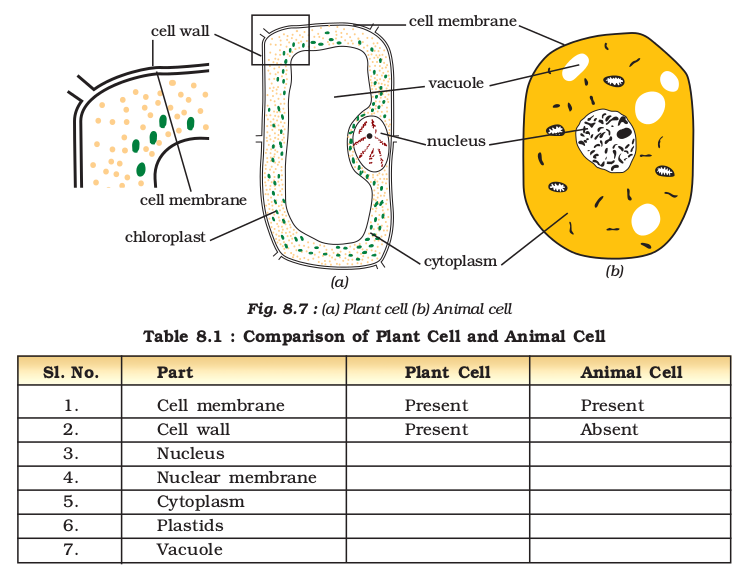 cell membrane
cell wall
vacuole
nucleus
cell membrane
chloroplast
cytoplasm
(a)
(b)
Fig. 8.7 : (a) Plant cell (b) Animal cell
Table 8.1 : Comparison of Plant Cell and Animal Cell
Sl. No. Part Plant Cell Animal Cell
1. Cell membrane Present Present
2. Cell wall Present Absent
3. Nucleus
4. Nuclear membrane
5. Cytoplasm
6. Plastids
7. Vacuole